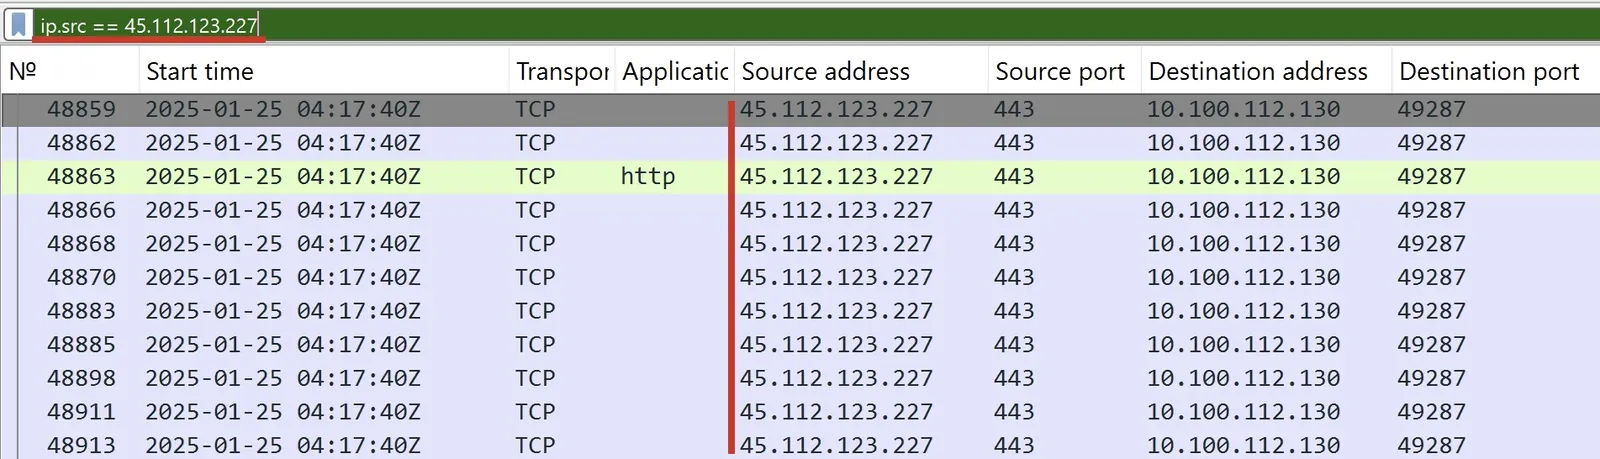 ip.src == 45.112.123.227
№ Start time Transpor Applicatic Source address Source port Destination address Destination port
48859 2025-01-25 04:17:40Z TCP 45.112.123.227 443 10.100.112.130 49287
48862 2025-01-25 04:17:40Z TCP 45.112.123.227 443 10.100.112.130 49287
48863 2025-01-25 04:17:40Z TCP http 45.112.123.227 443 10.100.112.130 49287
48866 2025-01-25 04:17:40Z TCP 45.112.123.227 443 10.100.112.130 49287
48868 2025-01-25 04:17:40Z TCP 45.112.123.227 443 10.100.112.130 49287
48870 2025-01-25 04:17:40Z TCP 45.112.123.227 443 10.100.112.130 49287
48883 2025-01-25 04:17:40Z TCP 45.112.123.227 443 10.100.112.130 49287
48885 2025-01-25 04:17:40Z TCP 45.112.123.227 443 10.100.112.130 49287
48898 2025-01-25 04:17:40Z TCP 45.112.123.227 443 10.100.112.130 49287
48911 2025-01-25 04:17:40Z TCP 45.112.123.227 443 10.100.112.130 49287
48913 2025-01-25 04:17:40Z TCP 45.112.123.227 443 10.100.112.130 49287